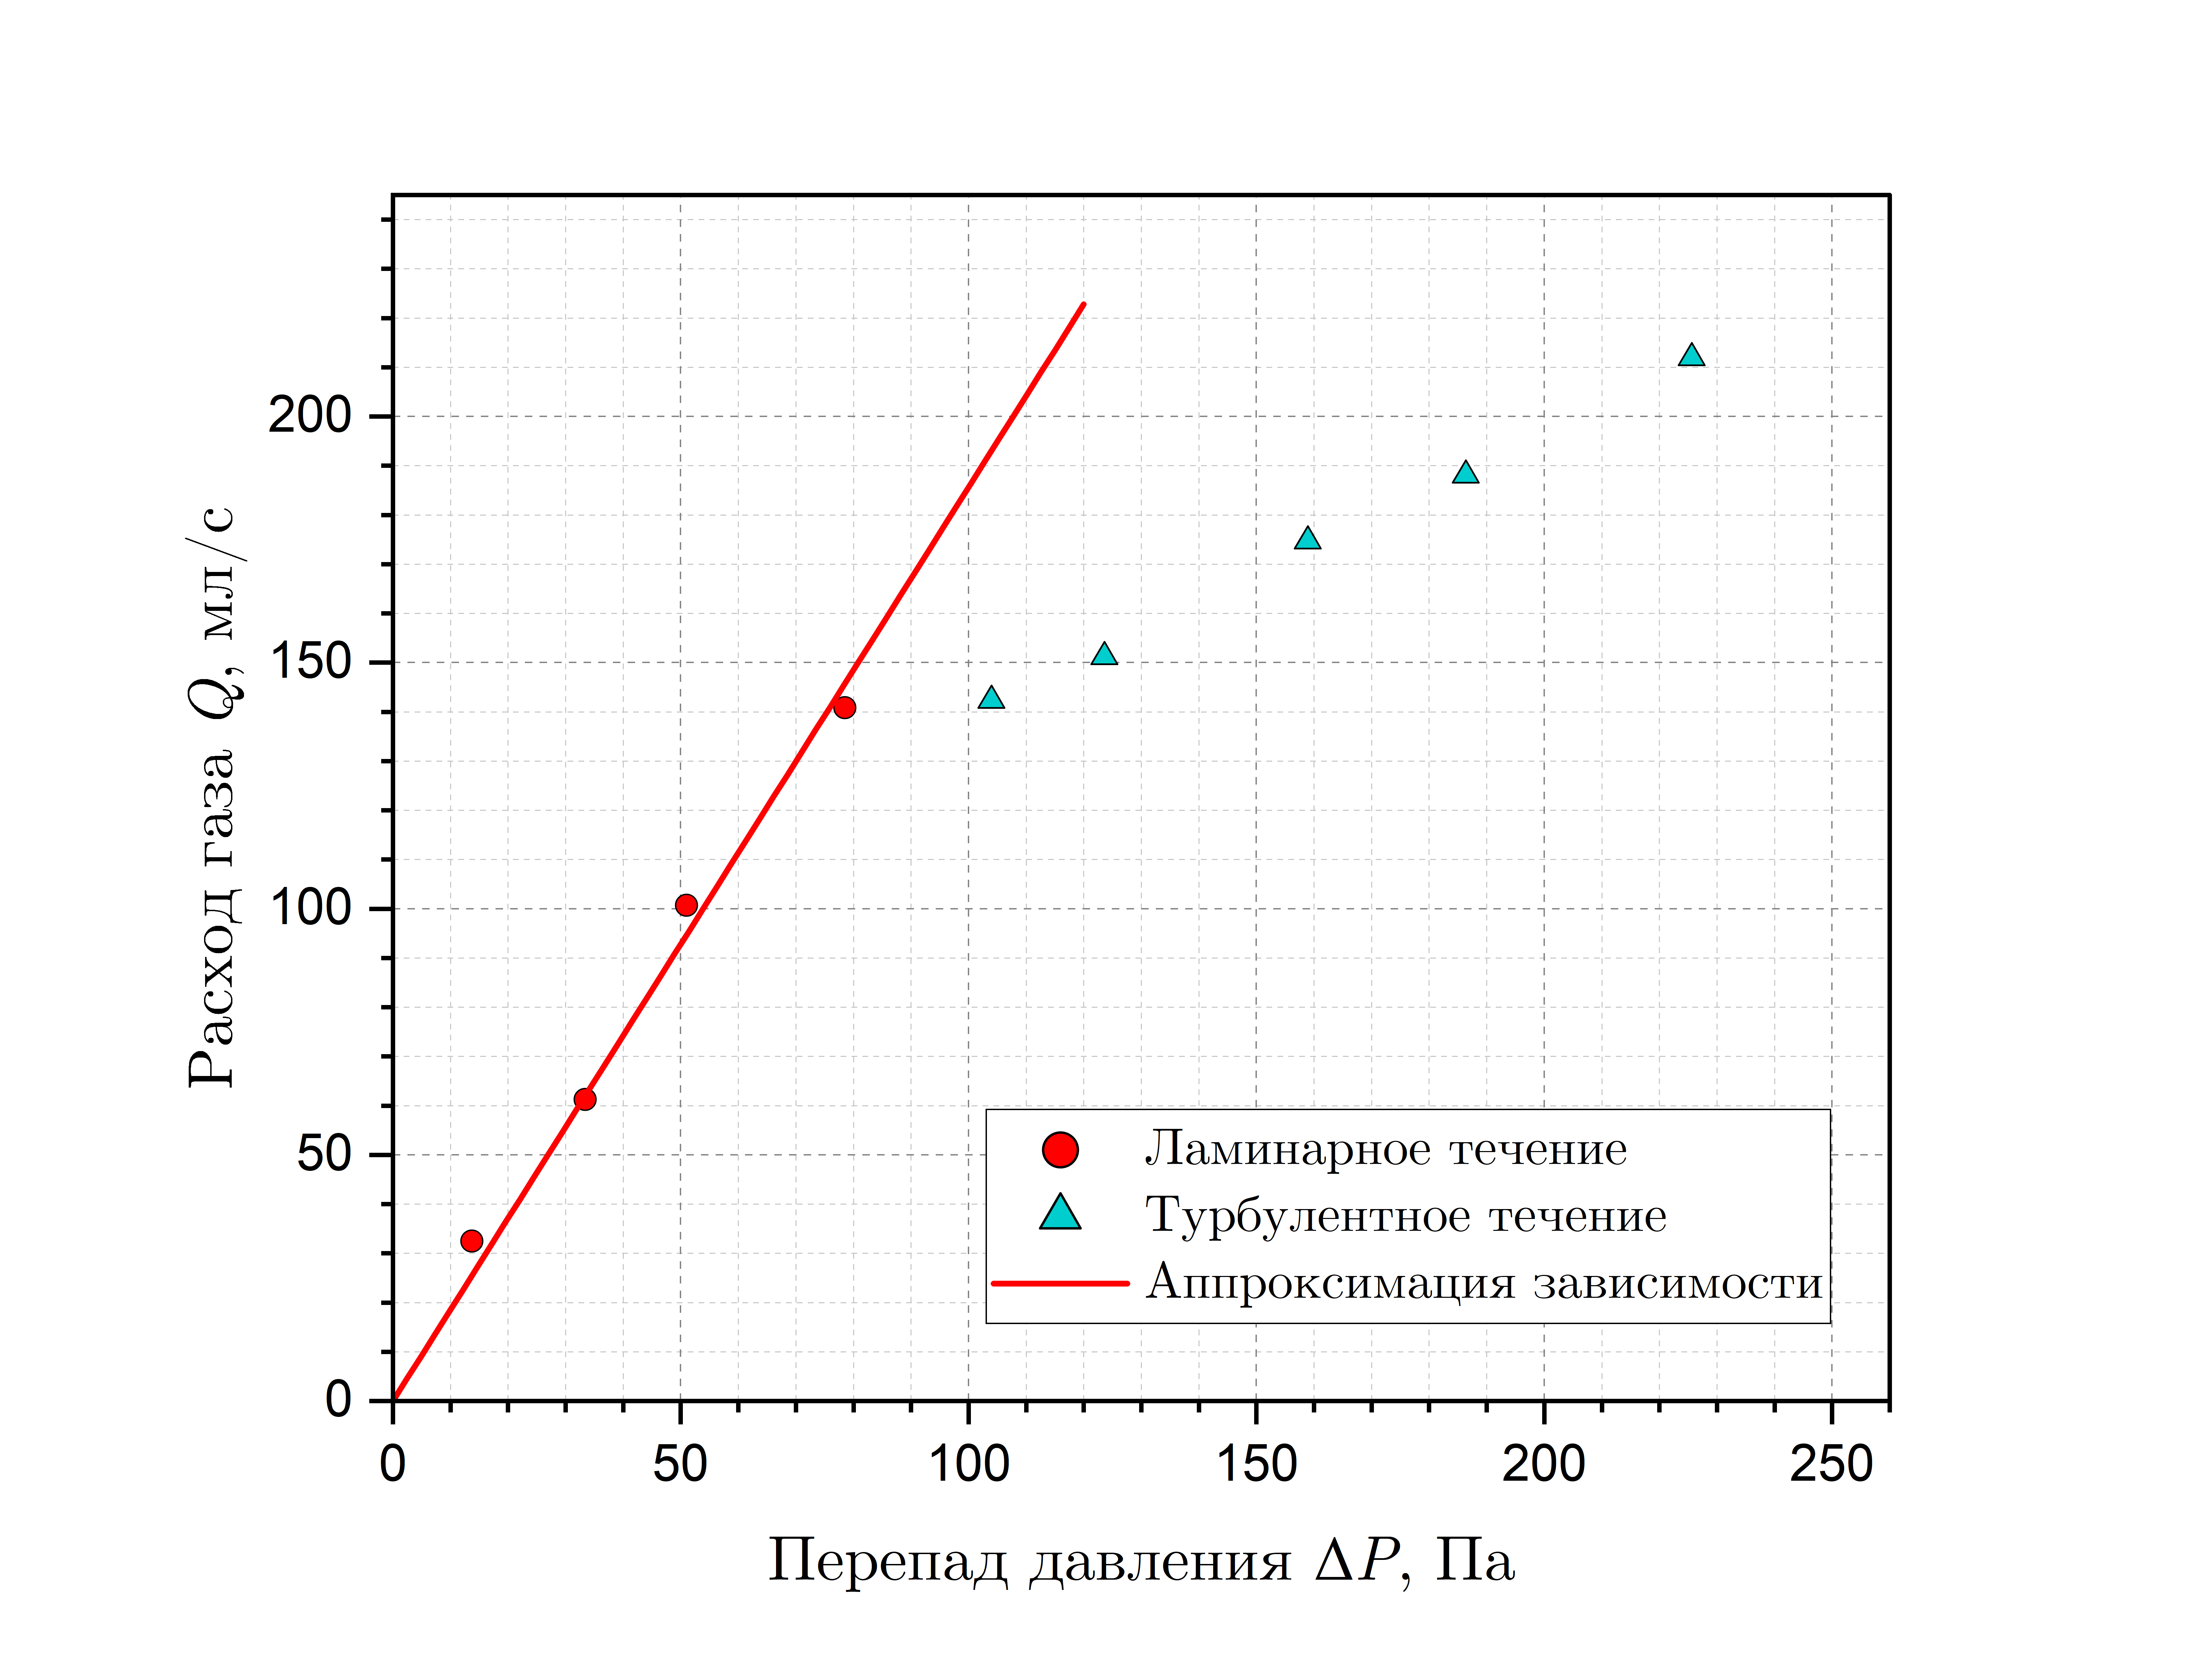 Расход газа Q, мл/с
200
150
100
50
0
0 50 100 150 200 250
Перепад давления ΔP, Па
Ламинарное течение
Турбулентное течение
Аппроксимация зависимости